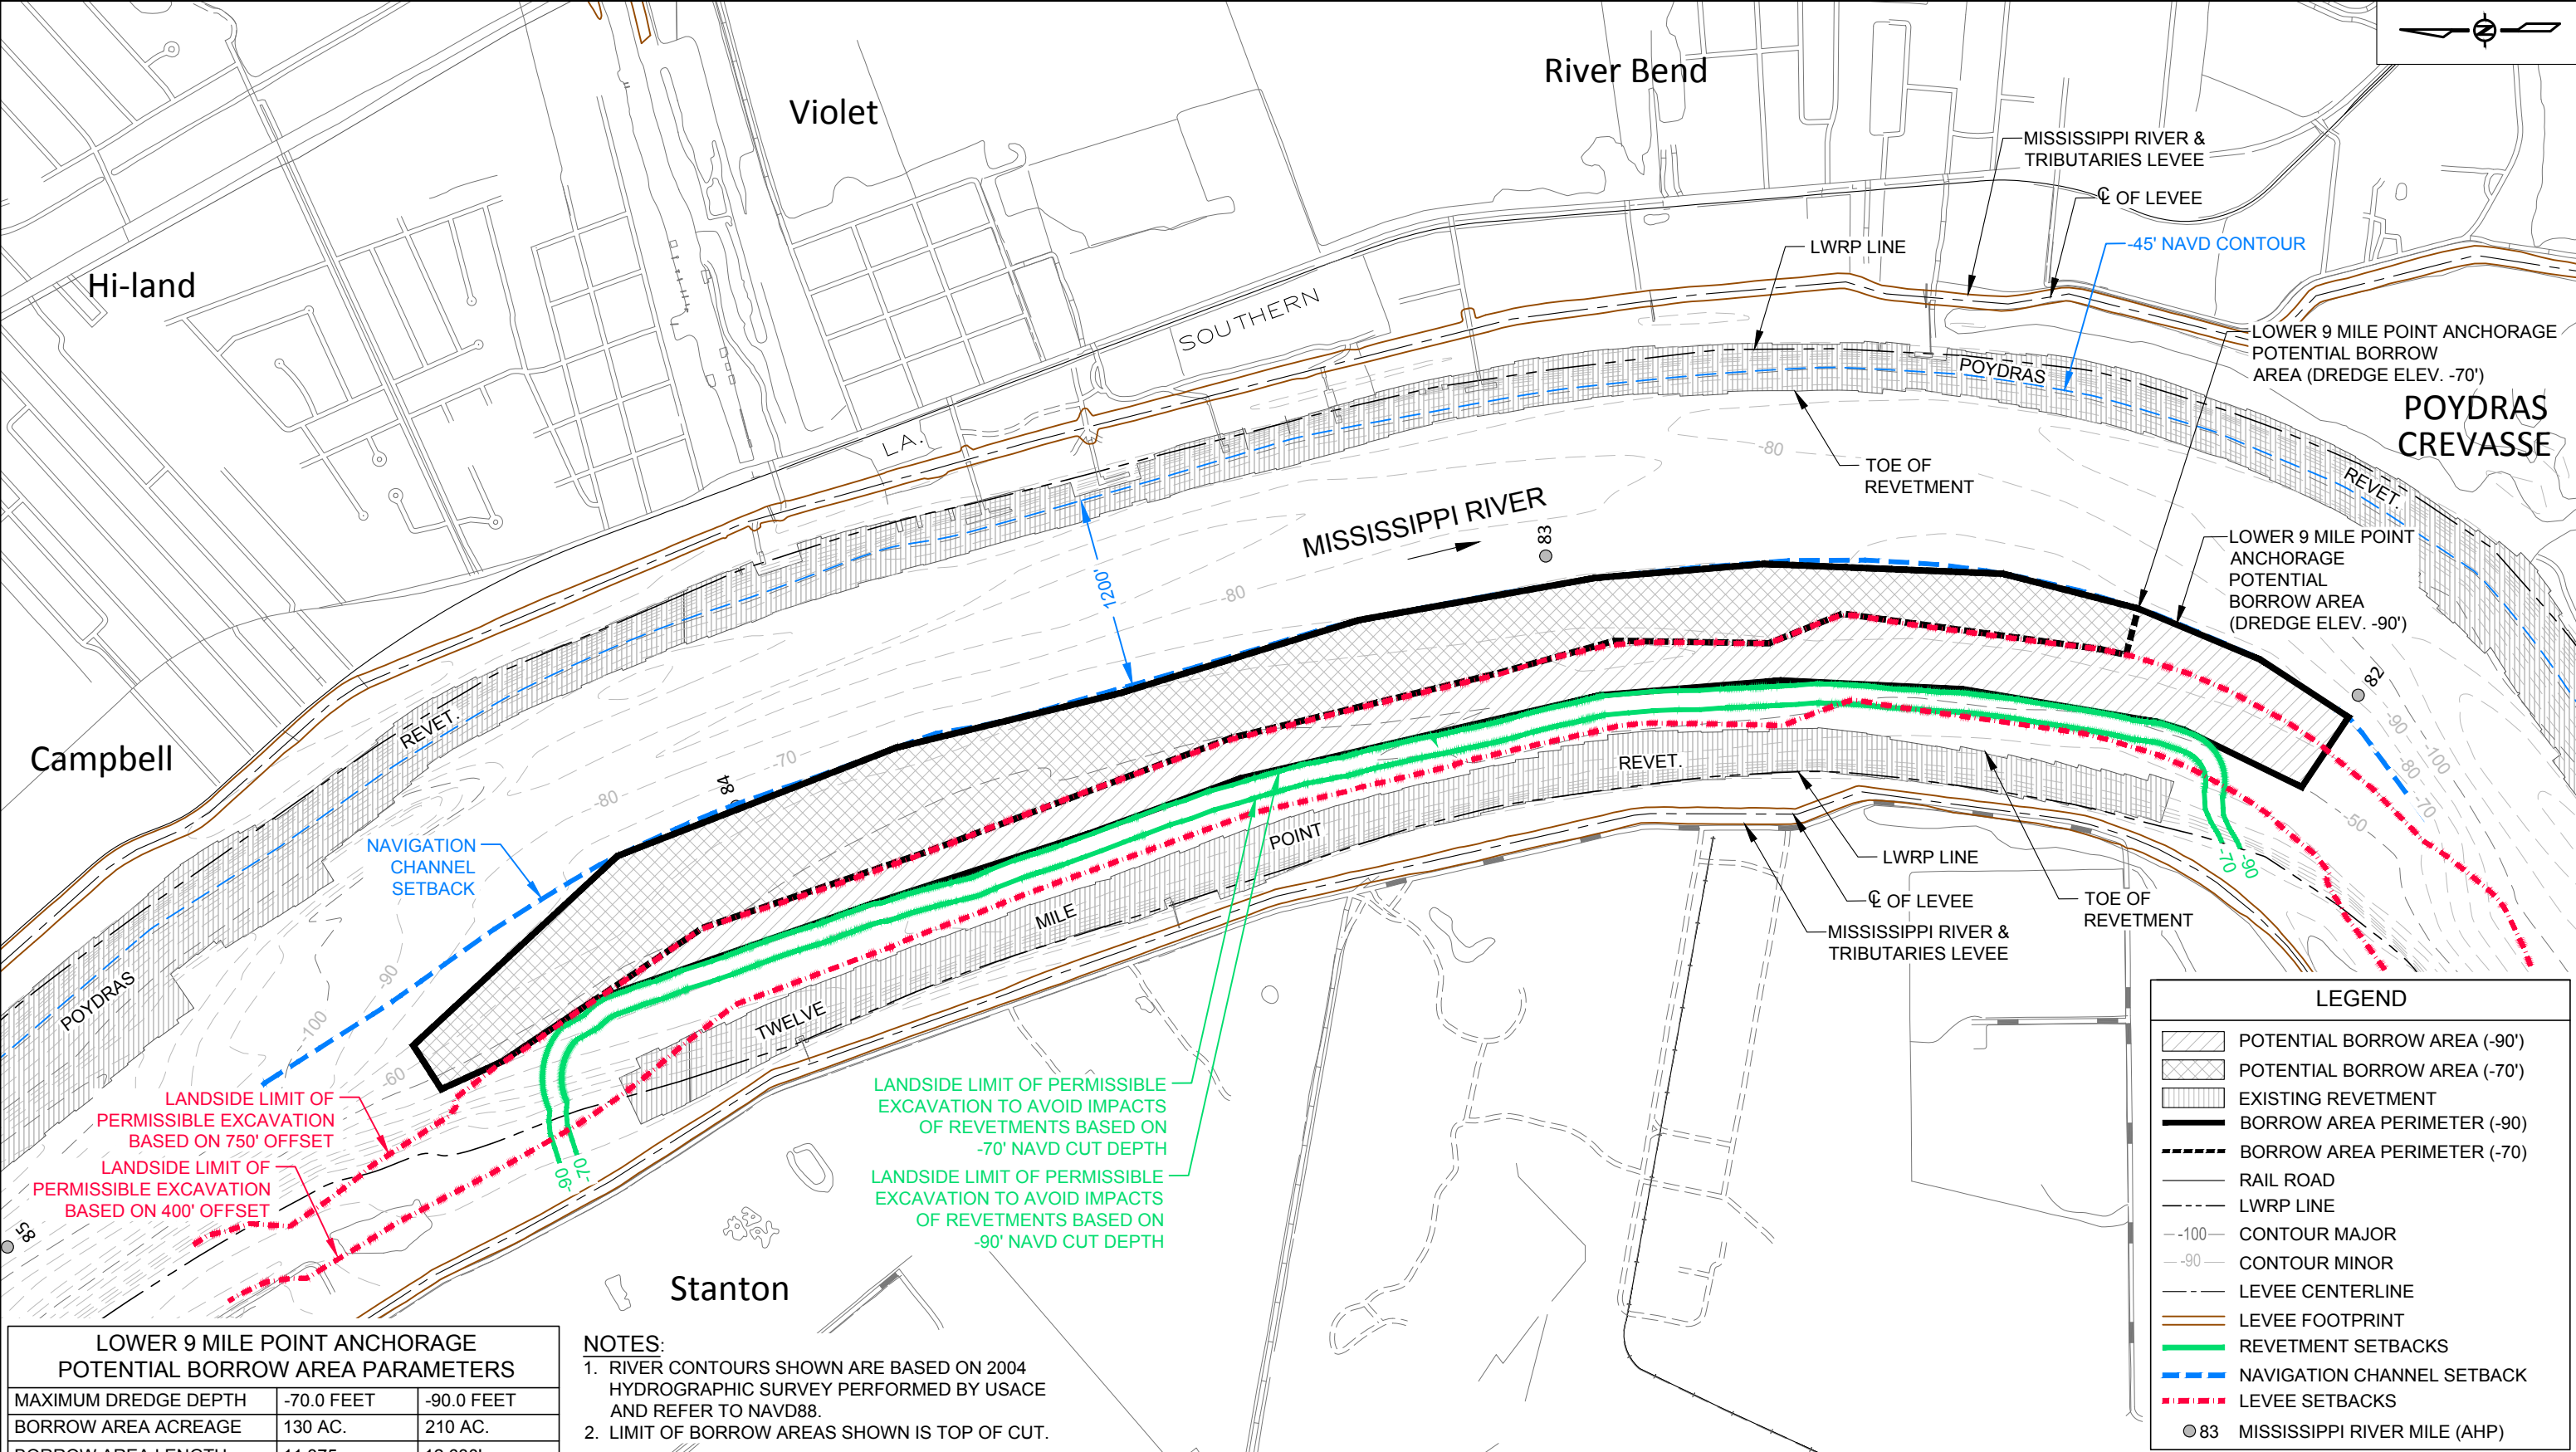 N
River Bend
Violet
MISSISSIPPI RIVER &
TRIBUTARIES LEVEE
℄ OF LEVEE
-45' NAVD CONTOUR
LWRP LINE
Hi-land
SOUTHERN
L.A.
LOWER 9 MILE POINT ANCHORAGE
POTENTIAL BORROW
AREA (DREDGE ELEV. -70')
POYDRAS
POYDRAS
CREVASSE
-80
TOE OF
REVETMENT
REVET.
MISSISSIPPI RIVER
83
LOWER 9 MILE POINT
ANCHORAGE
POTENTIAL
BORROW AREA
(DREDGE ELEV. -90')
1200'
-80
82
REVET.
Campbell
-70
84
-80
-90
-100
-80
-70
-50
REVET.
NAVIGATION
CHANNEL
SETBACK
POINT
LWRP LINE
-70
-90
℄ OF LEVEE
TOE OF
REVETMENT
MILE
MISSISSIPPI RIVER &
TRIBUTARIES LEVEE
-90
POYDRAS
-100
TWELVE
-60
LANDSIDE LIMIT OF
PERMISSIBLE EXCAVATION
BASED ON 750' OFFSET
LANDSIDE LIMIT OF
PERMISSIBLE EXCAVATION
BASED ON 400' OFFSET
-90
-70
85
LANDSIDE LIMIT OF PERMISSIBLE
EXCAVATION TO AVOID IMPACTS
OF REVETMENTS BASED ON
-70' NAVD CUT DEPTH
LANDSIDE LIMIT OF PERMISSIBLE
EXCAVATION TO AVOID IMPACTS
OF REVETMENTS BASED ON
-90' NAVD CUT DEPTH
Stanton
LEGEND
POTENTIAL BORROW AREA (-90')
POTENTIAL BORROW AREA (-70')
EXISTING REVETMENT
BORROW AREA PERIMETER (-90)
BORROW AREA PERIMETER (-70)
RAIL ROAD
LWRP LINE
-100 CONTOUR MAJOR
-90 CONTOUR MINOR
LEVEE CENTERLINE
LEVEE FOOTPRINT
REVETMENT SETBACKS
NAVIGATION CHANNEL SETBACK
LEVEE SETBACKS
83 MISSISSIPPI RIVER MILE (AHP)
LOWER 9 MILE POINT ANCHORAGE
POTENTIAL BORROW AREA PARAMETERS
MAXIMUM DREDGE DEPTH -70.0 FEET -90.0 FEET
BORROW AREA ACREAGE 130 AC. 210 AC.
BORROW AREA LENGTH
NOTES:
1. RIVER CONTOURS SHOWN ARE BASED ON 2004
HYDROGRAPHIC SURVEY PERFORMED BY USACE
AND REFER TO NAVD88.
2. LIMIT OF BORROW AREAS SHOWN IS TOP OF CUT.